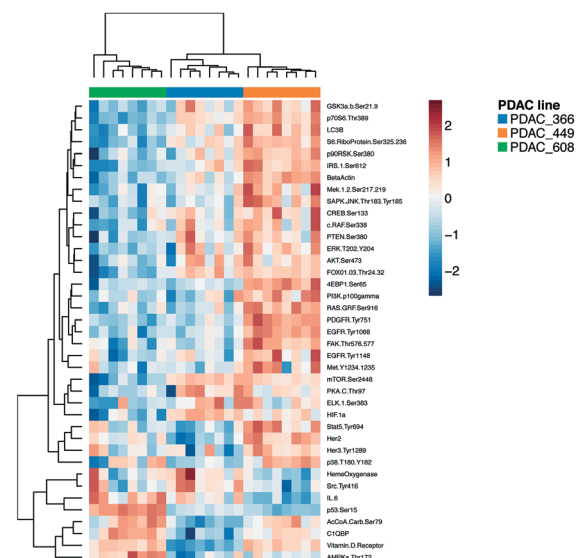 GSK3a.b.Ser21.9
p70S6.Thr389
LC3B
S6.RiboProtein.Ser325.236
p90RSK.Ser380
IRS.1.Ser612
BetaActin
Mek.1.2.Ser217.219
SAPK.JNK.Thr183.Tyr185
CREB.Ser133
c.RAF.Ser338
PTEN.Ser380
ERK.T202.Y204
AKT.Ser473
FOX01.03.Thr24.32
4EBP1.Ser65
PI3K.p100gamma
RAS.GRF.Ser916
PDGFR.Tyr751
EGFR.Tyr1068
FAK.Thr576.577
EGFR.Tyr1148
Met.Y1234.1235
mTOR.Ser2448
PKA.C.Thr97
ELK.1.Ser383
HIF.1a
Stat5.Tyr694
Her2
Her3.Tyr1289
p38.T180.Y182
HemeOxygenase
Src.Tyr416
IL.6
p53.Ser15
AcCoA.Carb.Ser79
C1QBP
Vitamin.D.Receptor
AMPKa.Thr172
2
1
0
−1
−2
PDAC line
PDAC_366
PDAC_449
PDAC_608